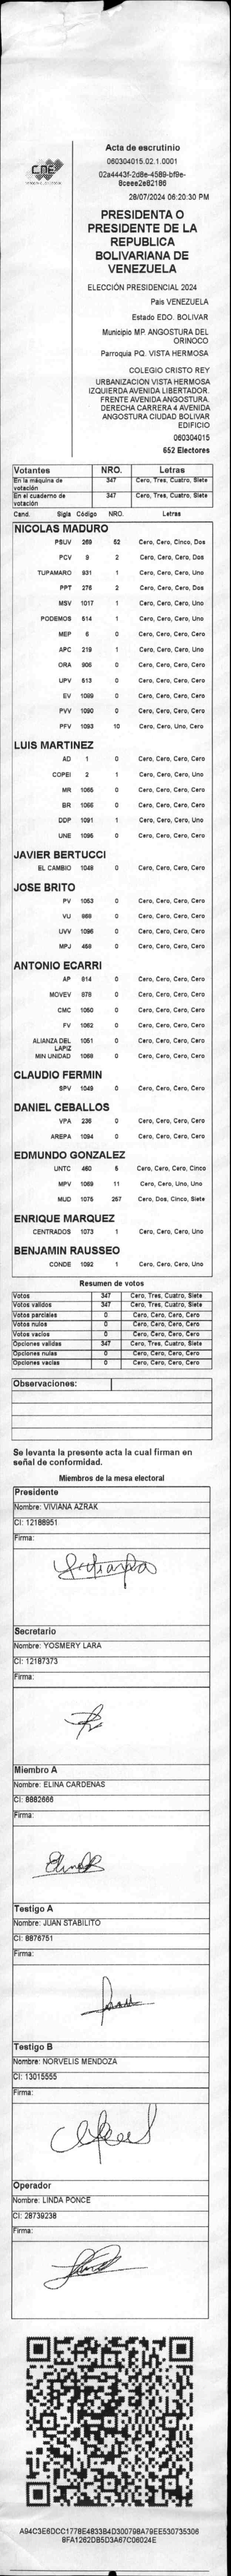 CNE
Acta de escrutinio
060304015.02.1.0001
02a4443f-2d8e-4589-bf9e-
8ceee2e82186
28/07/2024 06:20:30 PM
PRESIDENTA O
PRESIDENTE DE LA
REPUBLICA
BOLIVARIANA DE
VENEZUELA
ELECCIÓN PRESIDENCIAL 2024
Pais VENEZUELA
Estado EDO. BOLIVAR
Municipio MP. ANGOSTURA DEL
ORINOCO
Parroquia PQ. VISTA HERMOSA
COLEGIO CRISTO REY
URBANIZACION VISTA HERMOSA
IZQUIERDA AVENIDA LIBERTADOR.
FRENTE AVENIDA ANGOSTURA.
DERECHA CARRERA 4 AVENIDA
ANGOSTURA CIUDAD BOLIVAR
EDIFICIO
060304015
652 Electores
Votantes NRO. Letras
En la máquina de votación 347 Cero, Tres, Cuatro, Siete
En el cuaderno de votación 347 Cero, Tres, Cuatro, Siete
Cand. Sigla Código NRO. Letras
NICOLAS MADURO
PSUV 269 52 Cero, Cero, Cinco, Dos
PCV 9 2 Cero, Cero, Cero, Dos
TUPAMARO 931 1 Cero, Cero, Cero, Uno
PPT 276 2 Cero, Cero, Cero, Dos
MSV 1017 1 Cero, Cero, Cero, Uno
PODEMOS 514 1 Cero, Cero, Cero, Uno
MEP 6 0 Cero, Cero, Cero, Cero
APC 219 1 Cero, Cero, Cero, Uno
ORA 906 0 Cero, Cero, Cero, Cero
UPV 513 0 Cero, Cero, Cero, Cero
EV 1089 0 Cero, Cero, Cero, Cero
PVV 1090 0 Cero, Cero, Cero, Cero
PFV 1093 10 Cero, Cero, Uno, Cero
LUIS MARTINEZ
AD 1 0 Cero, Cero, Cero, Cero
COPEI 2 1 Cero, Cero, Cero, Uno
MR 1065 0 Cero, Cero, Cero, Cero
BR 1066 0 Cero, Cero, Cero, Cero
DDP 1091 1 Cero, Cero, Cero, Uno
UNE 1095 0 Cero, Cero, Cero, Cero
JAVIER BERTUCCI
EL CAMBIO 1048 0 Cero, Cero, Cero, Cero
JOSE BRITO
PV 1053 0 Cero, Cero, Cero, Cero
VU 888 0 Cero, Cero, Cero, Cero
UVV 1096 0 Cero, Cero, Cero, Cero
MPJ 458 0 Cero, Cero, Cero, Cero
ANTONIO ECARRI
AP 814 0 Cero, Cero, Cero, Cero
MOVEV 878 0 Cero, Cero, Cero, Cero
CMC 1050 0 Cero, Cero, Cero, Cero
FV 1062 0 Cero, Cero, Cero, Cero
ALIANZA DEL LAPIZ 1051 0 Cero, Cero, Cero, Cero
MIN UNIDAD 1068 0 Cero, Cero, Cero, Cero
CLAUDIO FERMIN
SPV 1049 0 Cero, Cero, Cero, Cero
DANIEL CEBALLOS
VPA 236 0 Cero, Cero, Cero, Cero
AREPA 1094 0 Cero, Cero, Cero, Cero
EDMUNDO GONZALEZ
UNTC 460 5 Cero, Cero, Cero, Cinco
MPV 1069 11 Cero, Cero, Uno, Uno
MUD 1075 257 Cero, Dos, Cinco, Siete
ENRIQUE MARQUEZ
CENTRADOS 1073 1 Cero, Cero, Cero, Uno
BENJAMIN RAUSSEO
CONDE 1092 1 Cero, Cero, Cero, Uno
Resumen de votos
Votos 347 Cero, Tres, Cuatro, Siete
Votos validos 347 Cero, Tres, Cuatro, Siete
Votos parciales 0 Cero, Cero, Cero, Cero
Votos nulos 0 Cero, Cero, Cero, Cero
Votos vacios 0 Cero, Cero, Cero, Cero
Opciones validas 347 Cero, Tres, Cuatro, Siete
Opciones nulas 0 Cero, Cero, Cero, Cero
Opciones vacias 0 Cero, Cero, Cero, Cero
Observaciones:
Se levanta la presente acta la cual firman en
señal de conformidad.
Miembros de la mesa electoral
Presidente
Nombre: VIVIANA AZRAK
CI: 12188951
Firma:
Secretario
Nombre: YOSMERY LARA
CI: 12187373
Firma:
Miembro A
Nombre: ELINA CARDENAS
CI: 8882666
Firma:
Testigo A
Nombre: JUAN STABILITO
CI: 8876751
Firma:
Testigo B
Nombre: NORVELIS MENDOZA
CI: 13015555
Firma:
Operador
Nombre: LINDA PONCE
CI: 28739238
Firma:
A94C3E6DCC1778E4833B4D300798A79EE530735306
9FA1262DB5D3A67C06024E